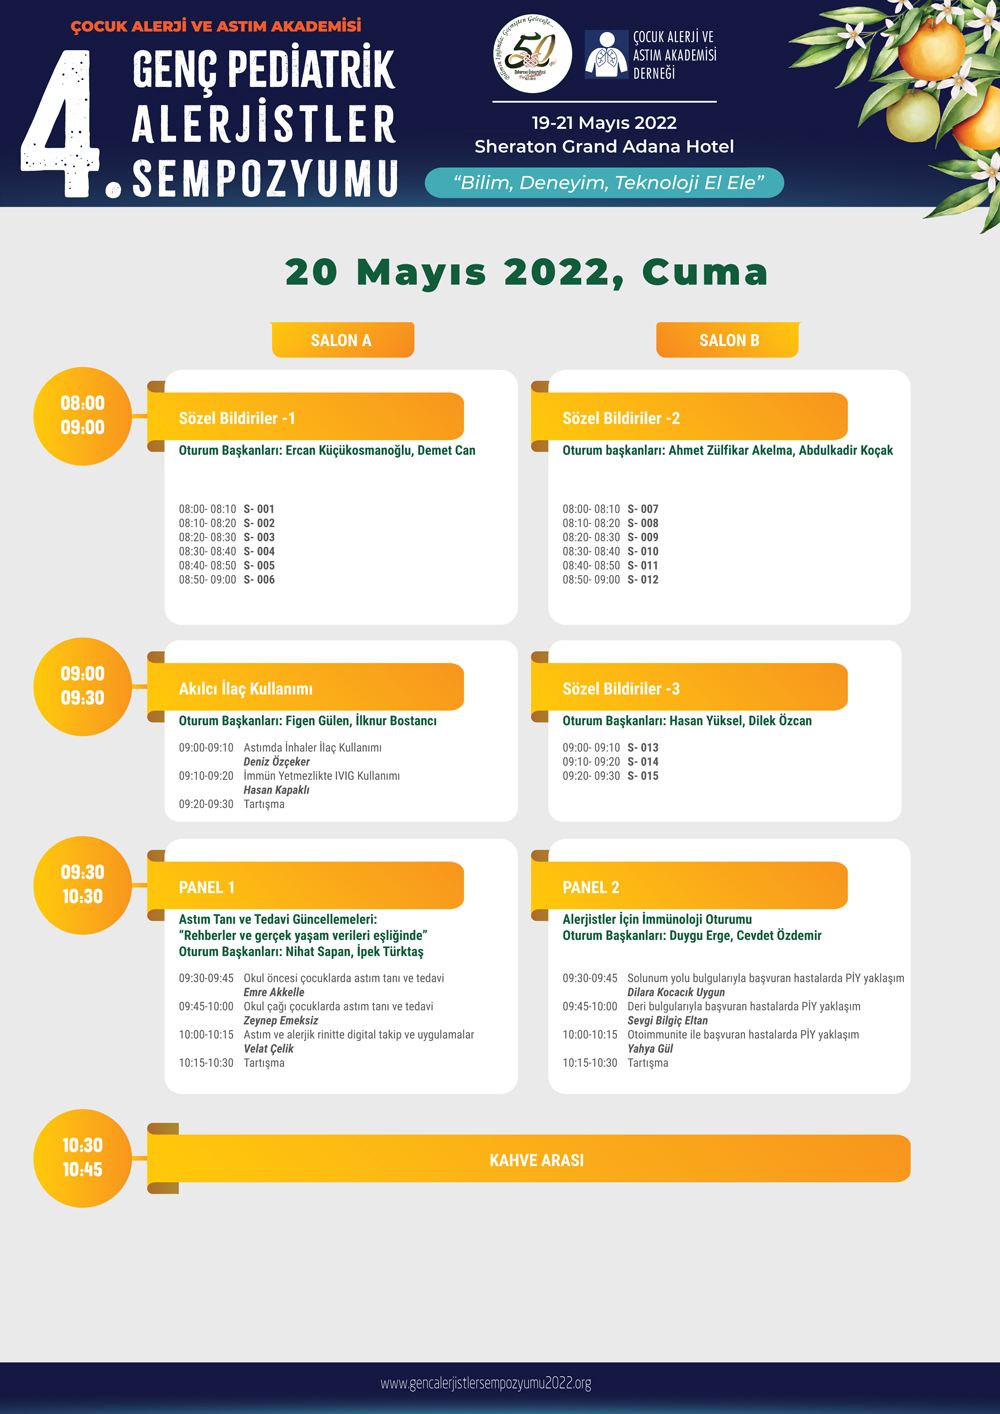 ÇOCUK ALERJİ VE ASTIM AKADEMİSİ
4. GENÇ PEDİATRİK
ALERJİSTLER
SEMPOZYUMU
50.
ÇOCUK ALERJİ VE
ASTIM AKADEMİSİ
DERNEĞİ
19-21 Mayıs 2022
Sheraton Grand Adana Hotel
“Bilim, Deneyim, Teknoloji El Ele”
20 Mayıs 2022, Cuma
SALON A
SALON B
08:00
09:00
Sözel Bildiriler -1
Oturum Başkanları: Ercan Küçükosmanoğlu, Demet Can
08:00- 08:10 S- 001
08:10- 08:20 S- 002
08:20- 08:30 S- 003
08:30- 08:40 S- 004
08:40- 08:50 S- 005
08:50- 09:00 S- 006
Sözel Bildiriler -2
Oturum başkanları: Ahmet Zülfikar Akelma, Abdulkadir Koçak
08:00- 08:10 S- 007
08:10- 08:20 S- 008
08:20- 08:30 S- 009
08:30- 08:40 S- 010
08:40- 08:50 S- 011
08:50- 09:00 S- 012
09:00
09:30
Akılcı İlaç Kullanımı
Oturum Başkanları: Figen Gülen, İlknur Bostancı
09:00-09:10 Astımda İnhaler İlaç Kullanımı
Deniz Özçeker
09:10-09:20 İmmün Yetmezlikte IVIG Kullanımı
Hasan Kapaklı
09:20-09:30 Tartışma
Sözel Bildiriler -3
Oturum Başkanları: Hasan Yüksel, Dilek Özcan
09:00- 09:10 S- 013
09:10- 09:20 S- 014
09:20- 09:30 S- 015
09:30
10:30
PANEL 1
Astım Tanı ve Tedavi Güncellemeleri:
“Rehberler ve gerçek yaşam verileri eşliğinde”
Oturum Başkanları: Nihat Sapan, İpek Türktaş
09:30-09:45 Okul öncesi çocuklarda astım tanı ve tedavi
Emre Akkelle
09:45-10:00 Okul çağı çocuklarda astım tanı ve tedavi
Zeynep Emeksiz
10:00-10:15 Astım ve alerjik rinitte digital takip ve uygulamalar
Velat Çelik
10:15-10:30 Tartışma
PANEL 2
Alerjistler İçin İmmünoloji Oturumu
Oturum Başkanları: Duygu Erge, Cevdet Özdemir
09:30-09:45 Solunum yolu bulgularıyla başvuran hastalarda PİY yaklaşım
Dilara Kocacık Uygun
09:45-10:00 Deri bulgularıyla başvuran hastalarda PİY yaklaşım
Sevgi Bilgiç Eltan
10:00-10:15 Otoimmunite ile başvuran hastalarda PİY yaklaşım
Yahya Gül
10:15-10:30 Tartışma
10:30
10:45
KAHVE ARASI
www.gencalerjistlersempozyumu2022.org